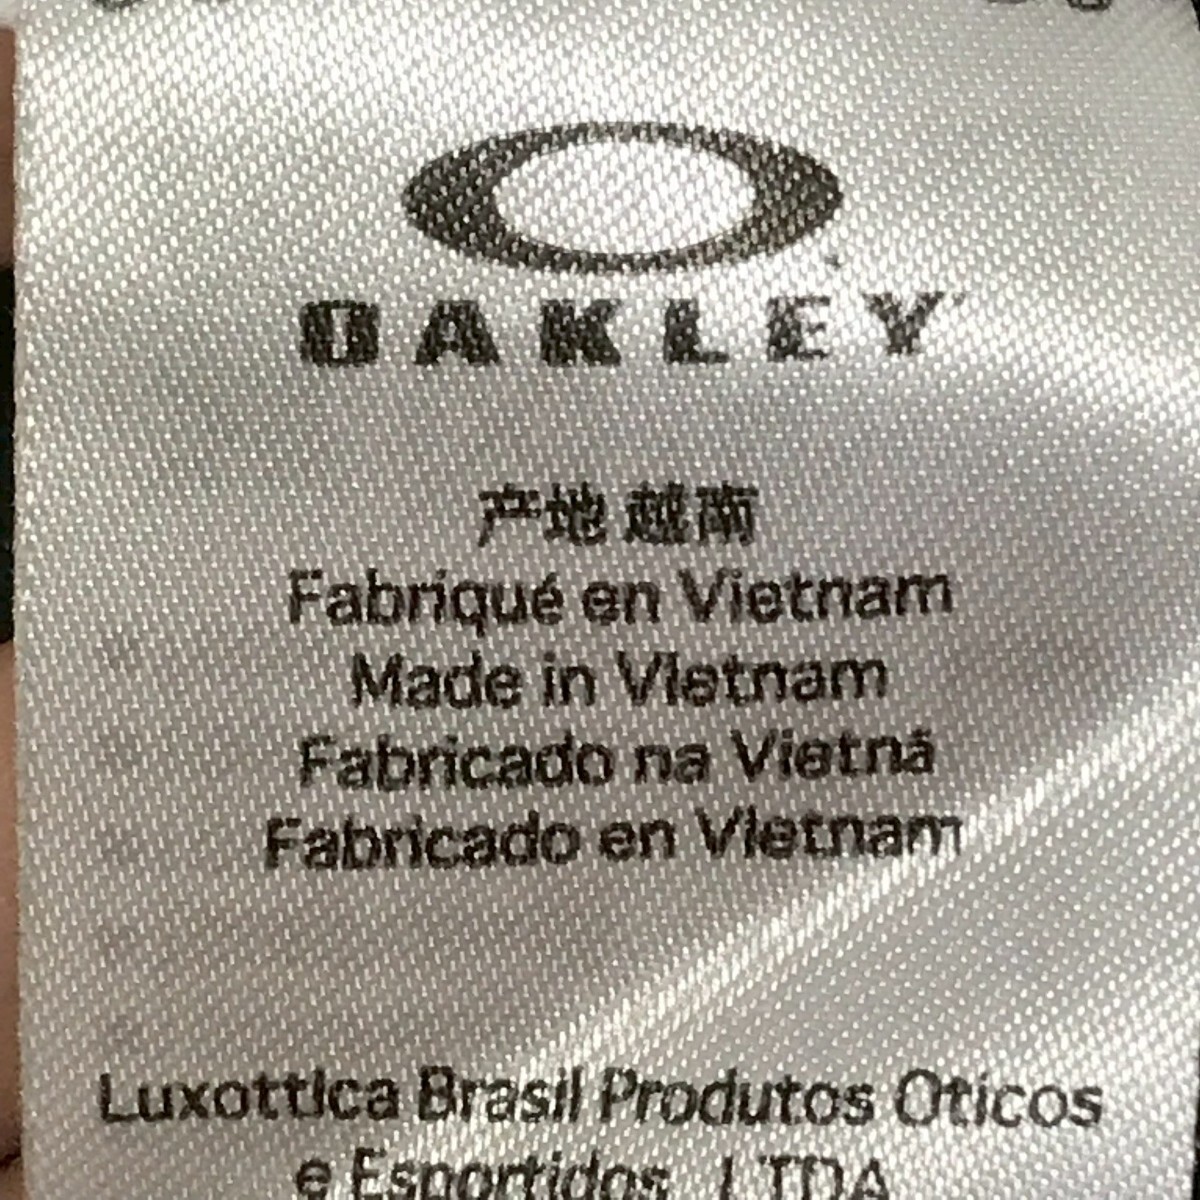 OAKLEY
产地 越南
Fabriqué en Vietnam
Made in Vietnam
Fabricado na Vietnã
Fabricado en Vietnam
Luxottica Brasil Produtos Oticos
e Esportidos LTDA